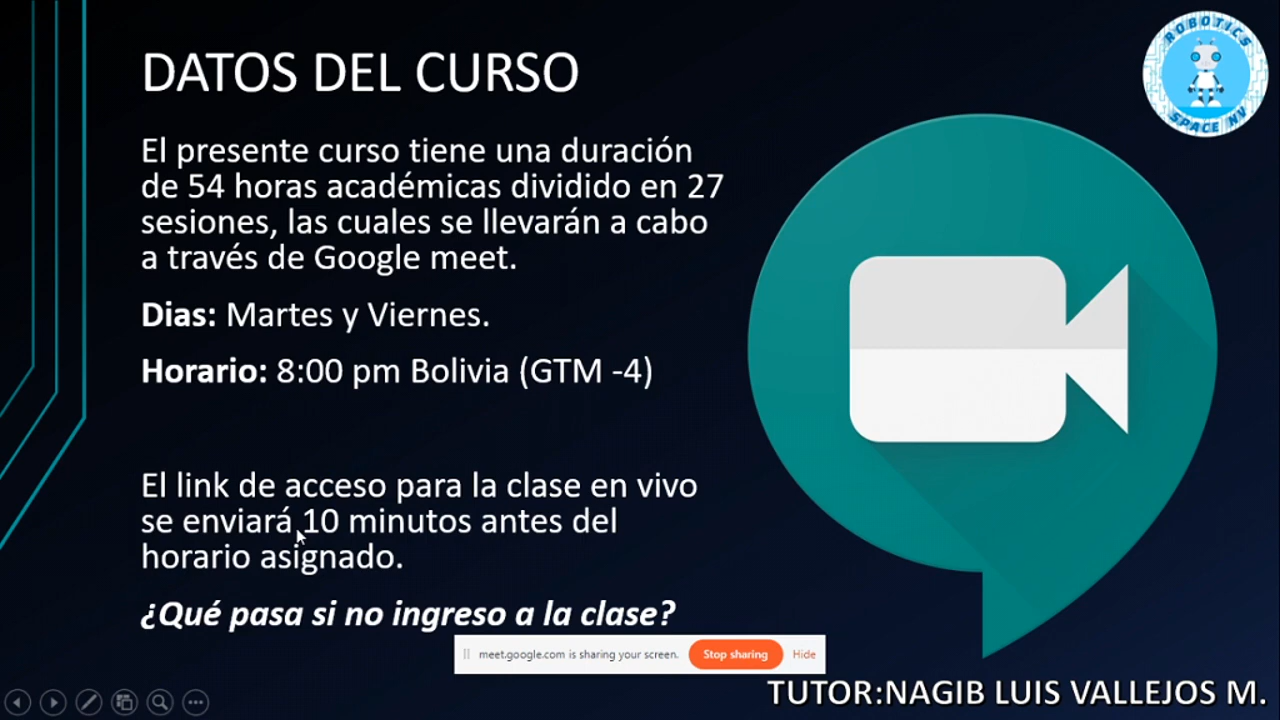 DATOS DEL CURSO
ROBOTICS
SPACE NV
El presente curso tiene una duración
de 54 horas académicas dividido en 27
sesiones, las cuales se llevarán a cabo
a través de Google meet.
Dias: Martes y Viernes.
Horario: 8:00 pm Bolivia (GTM -4)
El link de acceso para la clase en vivo
se enviará 10 minutos antes del
horario asignado.
¿Qué pasa si no ingreso a la clase?
meet.google.com is sharing your screen. Stop sharing Hide
TUTOR:NAGIB LUIS VALLEJOS M.